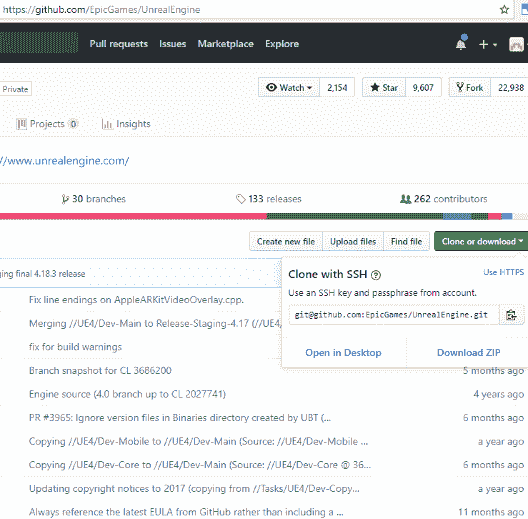 https://github.com/EpicGames/UnrealEngine
Pull requests Issues Marketplace Explore
Private
Watch 2,154 Star 9,607 Fork 22,938
Projects 0 Insights
//www.unrealengine.com/
30 branches 133 releases 262 contributors
Create new file Upload files Find file Clone or download
ging final 4.18.3 release
Clone with SSH ? Use HTTPS
Fix line endings on AppleARKitVideoOverlay.cpp.
Use an SSH key and passphrase from account.
Merging //UE4/Dev-Main to Release-Staging-4.17 (//UE4/...
git@github.com:EpicGames/UnrealEngine.git
fix for build warnings
Open in Desktop Download ZIP
Branch snapshot for CL 3686200 5 months ago
Engine source (4.0 branch up to CL 2027741) 4 years ago
PR #3965: Ignore version files in Binaries directory created by UBT (... 6 months ago
Copying //UE4/Dev-Mobile to //UE4/Dev-Main (Source: //UE4/Dev-Mobile ... a year ago
Copying //UE4/Dev-Core to //UE4/Dev-Main (Source: //UE4/Dev-Core @ 36... 6 months ago
Updating copyright notices to 2017 (copying from //Tasks/UE4/Dev-Copy... a year ago
Always reference the latest EULA from GitHub rather than including a ... 11 months ago